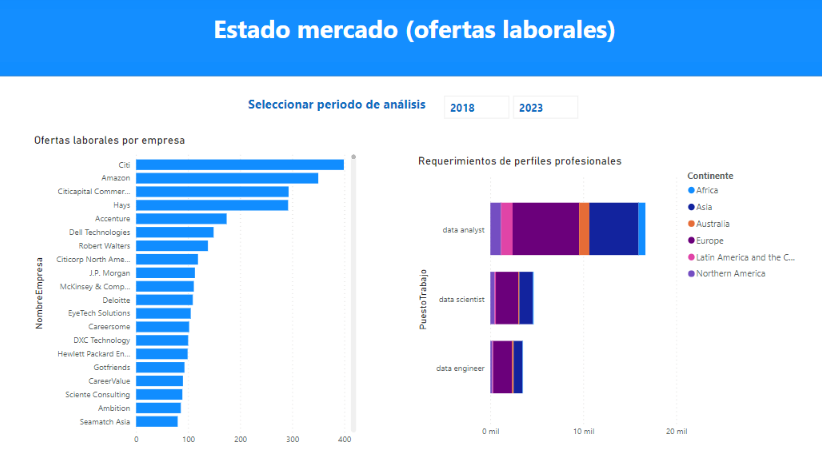 Estado mercado (ofertas laborales)
Seleccionar periodo de análisis
2018
2023
Ofertas laborales por empresa
NombreEmpresa
Citi
Amazon
Citicapital Commer...
Hays
Accenture
Dell Technologies
Robert Walters
Citicorp North Ame...
J.P. Morgan
McKinsey & Comp...
Deloitte
EyeTech Solutions
Careersome
DXC Technology
Hewlett Packard En...
Gotfriends
CareerValue
Sciente Consulting
Ambition
Seamatch Asia
0 100 200 300 400
Requerimientos de perfiles profesionales
PuestoTrabajo
data analyst
data scientist
data engineer
0 mil 10 mil 20 mil
Continente
Africa
Asia
Australia
Europe
Latin America and the C...
Northern America